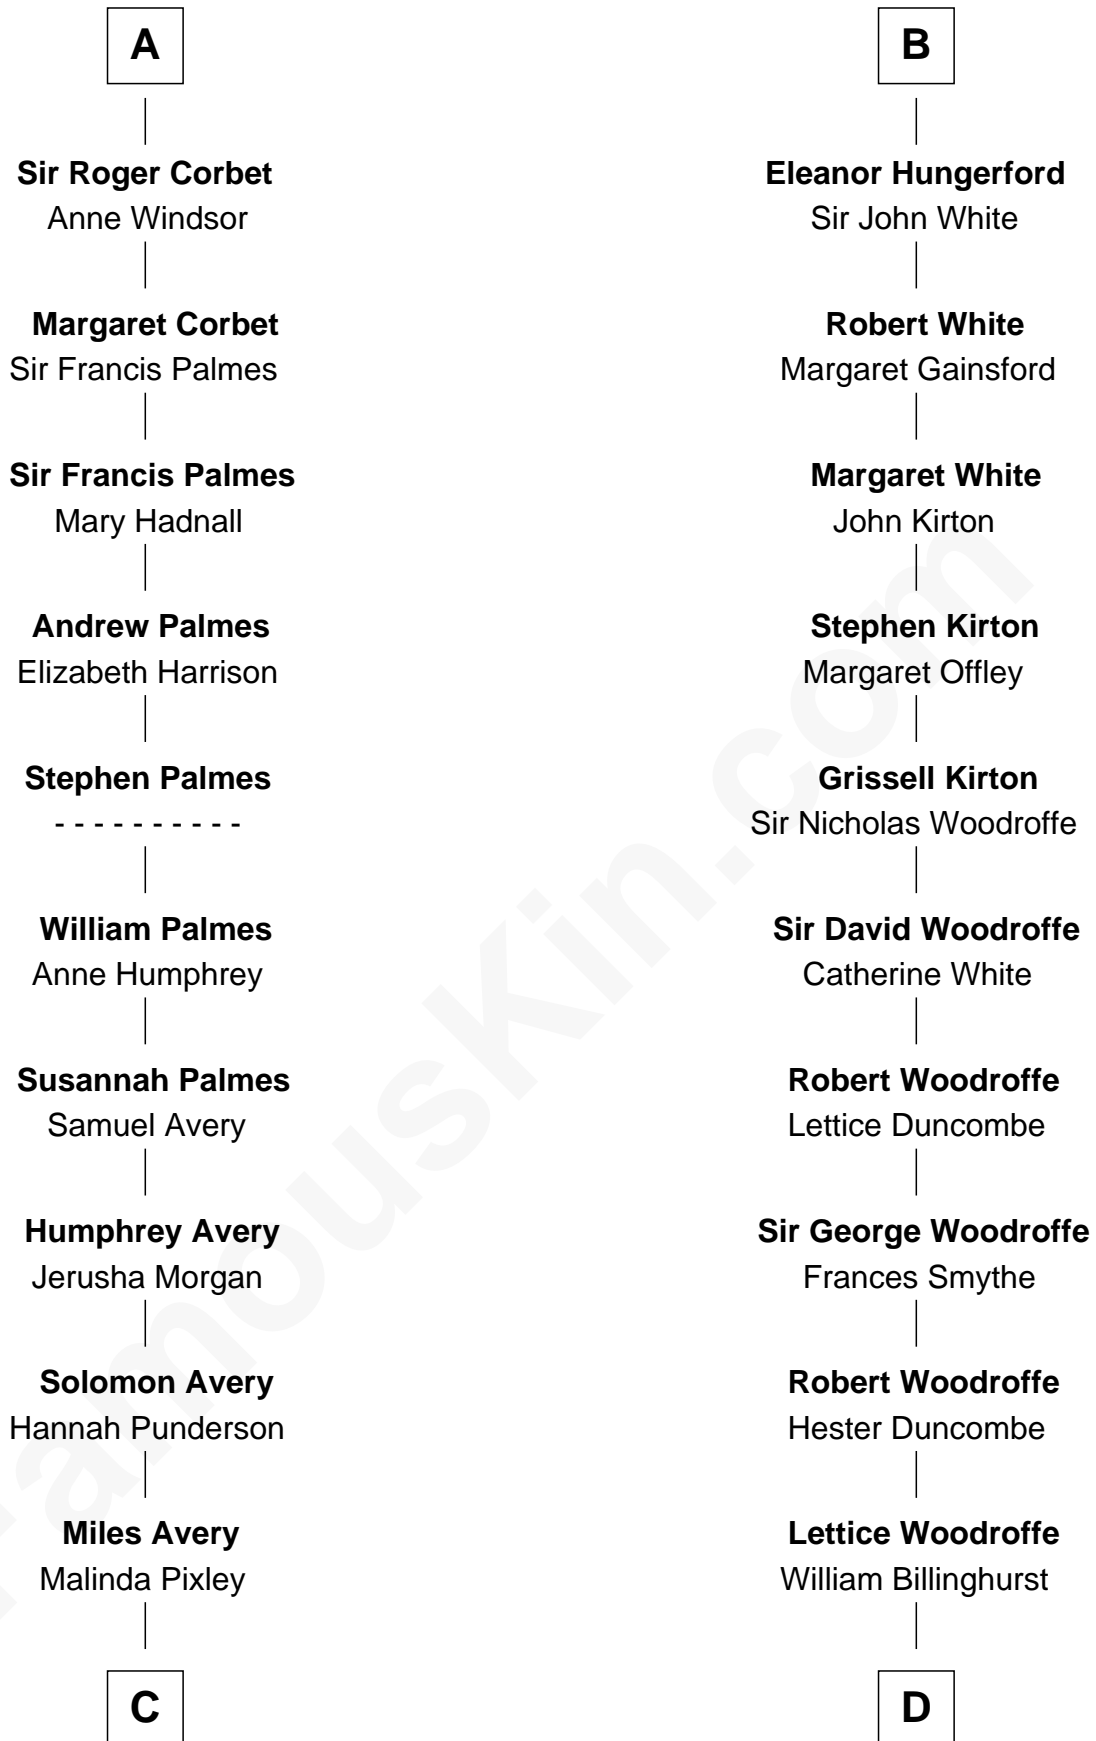 A
Sir Roger Corbet
Anne Windsor
Margaret Corbet
Sir Francis Palmes
Sir Francis Palmes
Mary Hadnall
Andrew Palmes
Elizabeth Harrison
Stephen Palmes
- - - - - - - - - -
William Palmes
Anne Humphrey
Susannah Palmes
Samuel Avery
Humphrey Avery
Jerusha Morgan
Solomon Avery
Hannah Punderson
Miles Avery
Malinda Pixley
C
B
Eleanor Hungerford
Sir John White
Robert White
Margaret Gainsford
Margaret White
John Kirton
Stephen Kirton
Margaret Offley
Grissell Kirton
Sir Nicholas Woodroffe
Sir David Woodroffe
Catherine White
Robert Woodroffe
Lettice Duncombe
Sir George Woodroffe
Frances Smythe
Robert Woodroffe
Hester Duncombe
Lettice Woodroffe
William Billinghurst
D
FamousKin.com